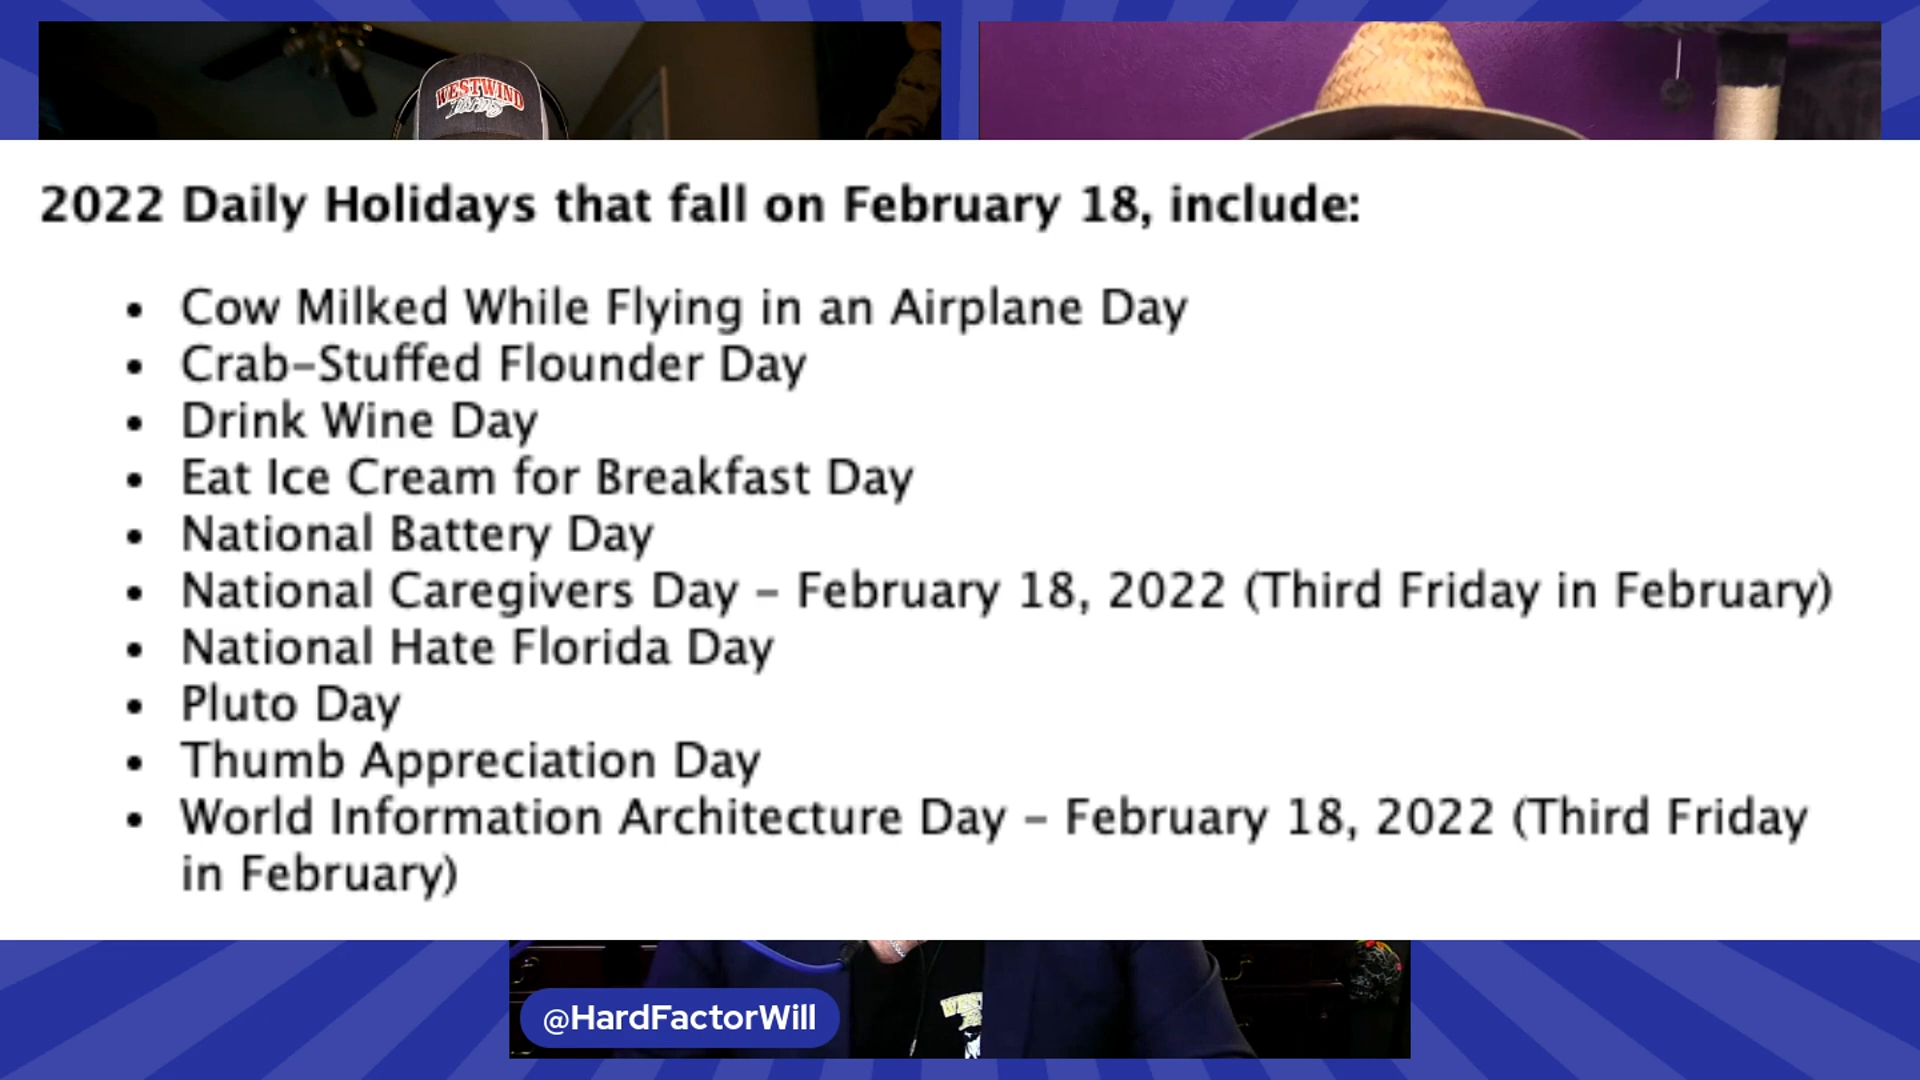 WESTWIND
2022 Daily Holidays that fall on February 18, include:
• Cow Milked While Flying in an Airplane Day
• Crab-Stuffed Flounder Day
• Drink Wine Day
• Eat Ice Cream for Breakfast Day
• National Battery Day
• National Caregivers Day – February 18, 2022 (Third Friday in February)
• National Hate Florida Day
• Pluto Day
• Thumb Appreciation Day
• World Information Architecture Day – February 18, 2022 (Third Friday
in February)
@HardFactorWill